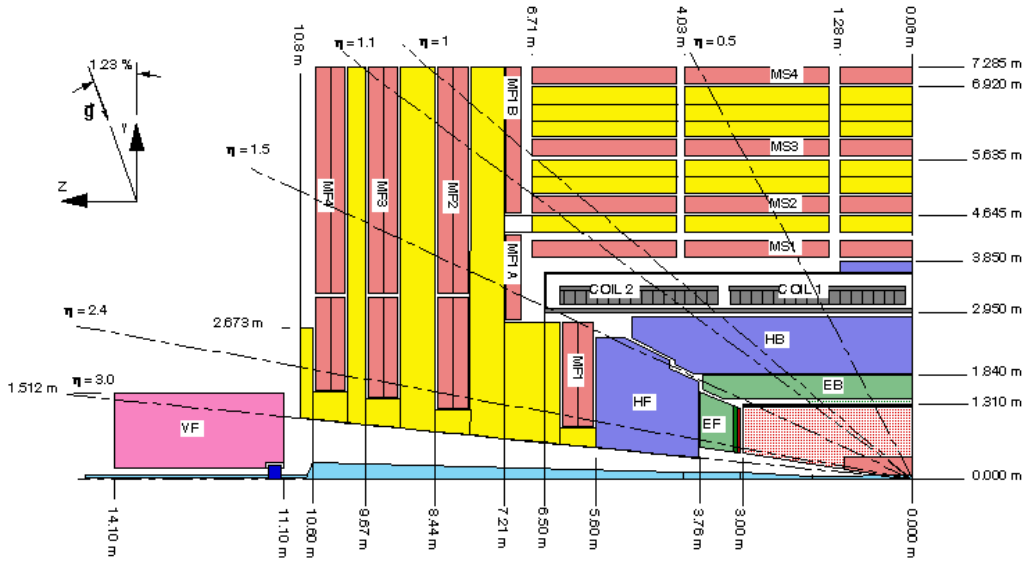 10.8 m
6.71 m
4.03 m
1.28 m
0.08 m
η = 1.1
η = 1
η = 0.5
1.23 %
g
Y
Z
η = 1.5
η = 2.4
η = 3.0
1.512 m
2.673 m
VF
MF4
MF3
MF2
MF1 B
MF1 A
MF1
MS4
MS3
MS2
MS1
COIL 2
COIL 1
HB
EB
HF
EF
7.285 m
6.920 m
5.635 m
4.645 m
3.850 m
2.950 m
1.840 m
1.310 m
0.000 m
14.10 m
11.10 m
10.60 m
9.67 m
8.44 m
7.21 m
6.50 m
5.60 m
3.76 m
3.00 m
0.000 m